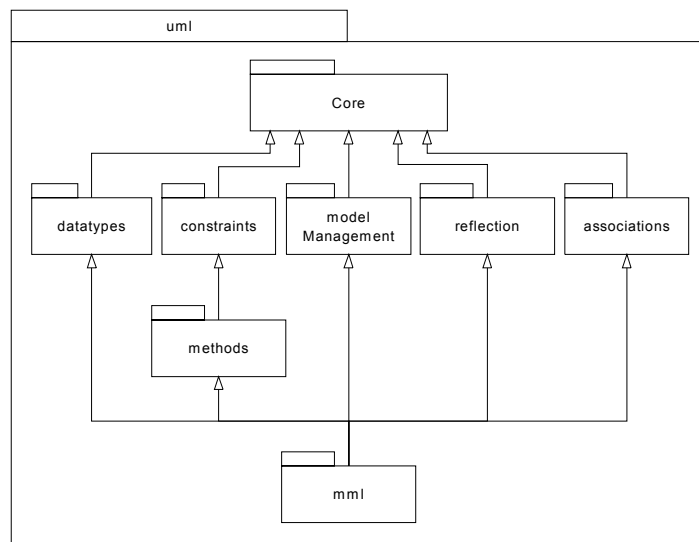 uml
Core
datatypes
constraints
model
Management
reflection
associations
methods
mml